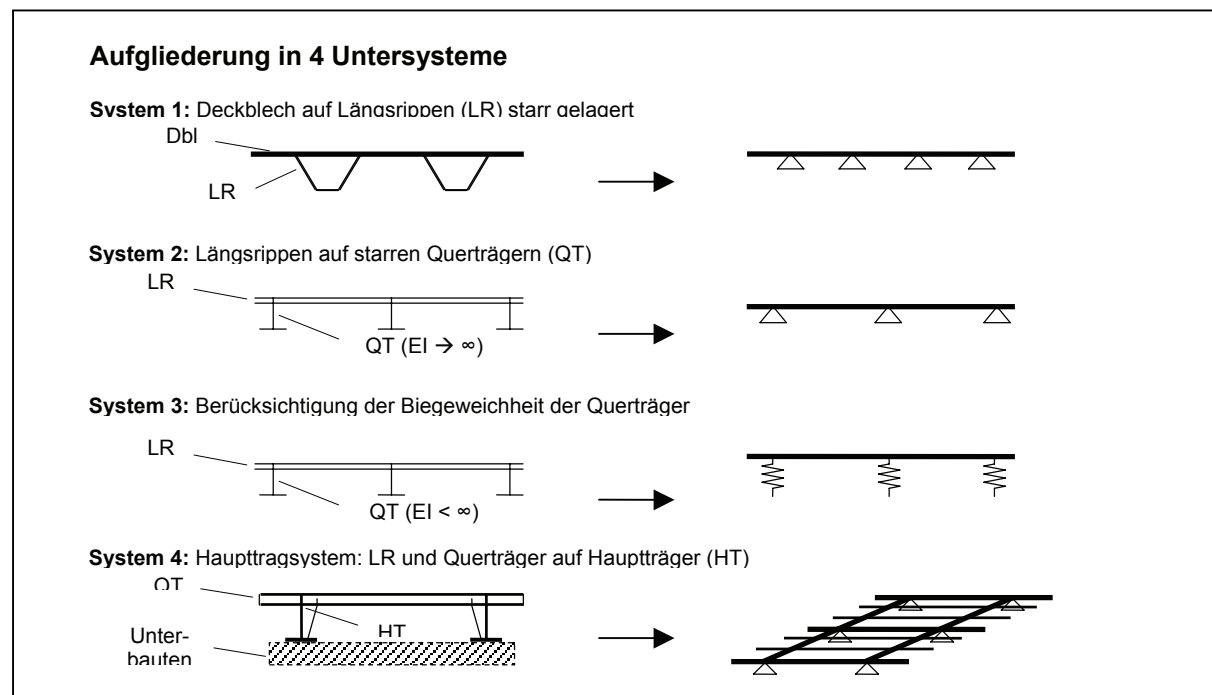 Aufgliederung in 4 Untersysteme
System 1: Deckblech auf Längsrippen (LR) starr gelagert
Dbl
LR
System 2: Längsrippen auf starren Querträgern (QT)
LR
QT (EI → ∞)
System 3: Berücksichtigung der Biegeweichheit der Querträger
LR
QT (EI < ∞)
System 4: Haupttragsystem: LR und Querträger auf Hauptträger (HT)
QT
HT
Unter-
bauten